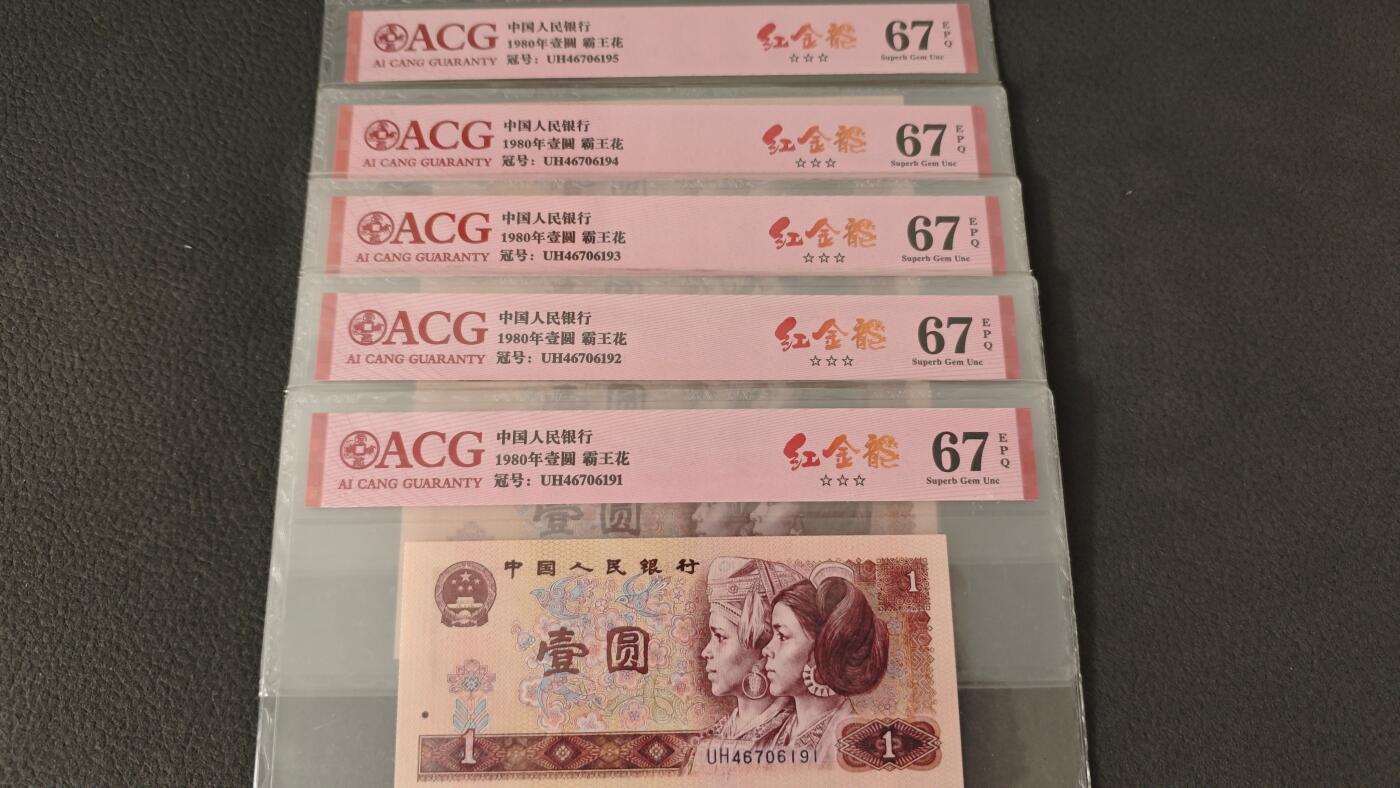 ACG
AI CANG GUARANTY
中国人民银行
1980年壹圆 霸王花
冠号：UH46706195
红金龙
☆☆☆
67
EPQ
Superb Gem Unc
ACG
AI CANG GUARANTY
中国人民银行
1980年壹圆 霸王花
冠号：UH46706194
红金龙
☆☆☆
67
EPQ
Superb Gem Unc
ACG
AI CANG GUARANTY
中国人民银行
1980年壹圆 霸王花
冠号：UH46706193
红金龙
☆☆☆
67
EPQ
Superb Gem Unc
ACG
AI CANG GUARANTY
中国人民银行
1980年壹圆 霸王花
冠号：UH46706192
红金龙
☆☆☆
67
EPQ
Superb Gem Unc
ACG
AI CANG GUARANTY
中国人民银行
1980年壹圆 霸王花
冠号：UH46706191
红金龙
☆☆☆
67
EPQ
Superb Gem Unc
壹圆
中国人民银行
1
壹圆
1
UH46706191
1